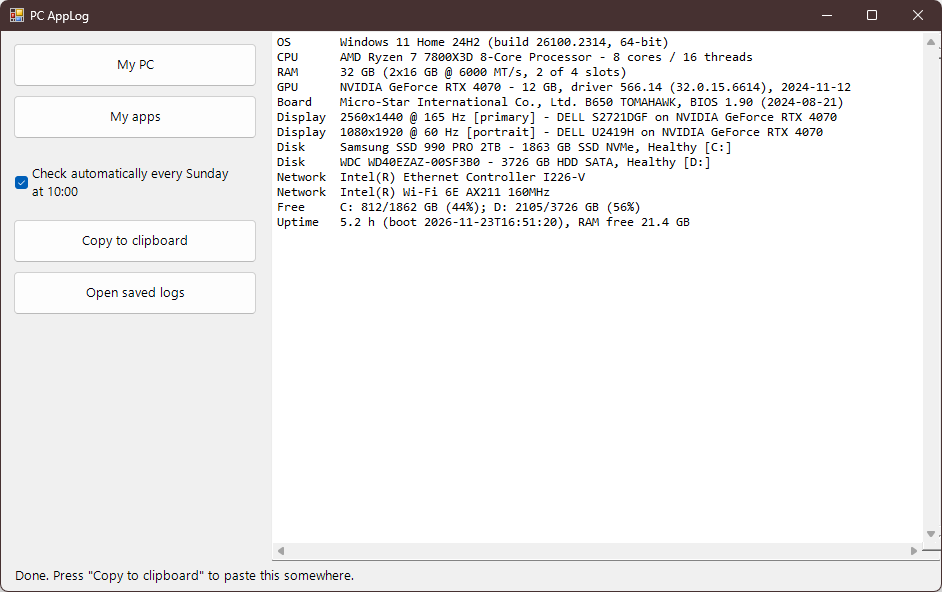 PC AppLog
My PC
My apps
Check automatically every Sunday
at 10:00
Copy to clipboard
Open saved logs
OS Windows 11 Home 24H2 (build 26100.2314, 64-bit)
CPU AMD Ryzen 7 7800X3D 8-Core Processor - 8 cores / 16 threads
RAM 32 GB (2x16 GB @ 6000 MT/s, 2 of 4 slots)
GPU NVIDIA GeForce RTX 4070 - 12 GB, driver 566.14 (32.0.15.6614), 2024-11-12
Board Micro-Star International Co., Ltd. B650 TOMAHAWK, BIOS 1.90 (2024-08-21)
Display 2560x1440 @ 165 Hz [primary] - DELL S2721DGF on NVIDIA GeForce RTX 4070
Display 1080x1920 @ 60 Hz [portrait] - DELL U2419H on NVIDIA GeForce RTX 4070
Disk Samsung SSD 990 PRO 2TB - 1863 GB SSD NVMe, Healthy [C:]
Disk WDC WD40EZAZ-00SF3B0 - 3726 GB HDD SATA, Healthy [D:]
Network Intel(R) Ethernet Controller I226-V
Network Intel(R) Wi-Fi 6E AX211 160MHz
Free C: 812/1862 GB (44%); D: 2105/3726 GB (56%)
Uptime 5.2 h (boot 2026-11-23T16:51:20), RAM free 21.4 GB
Done. Press "Copy to clipboard" to paste this somewhere.